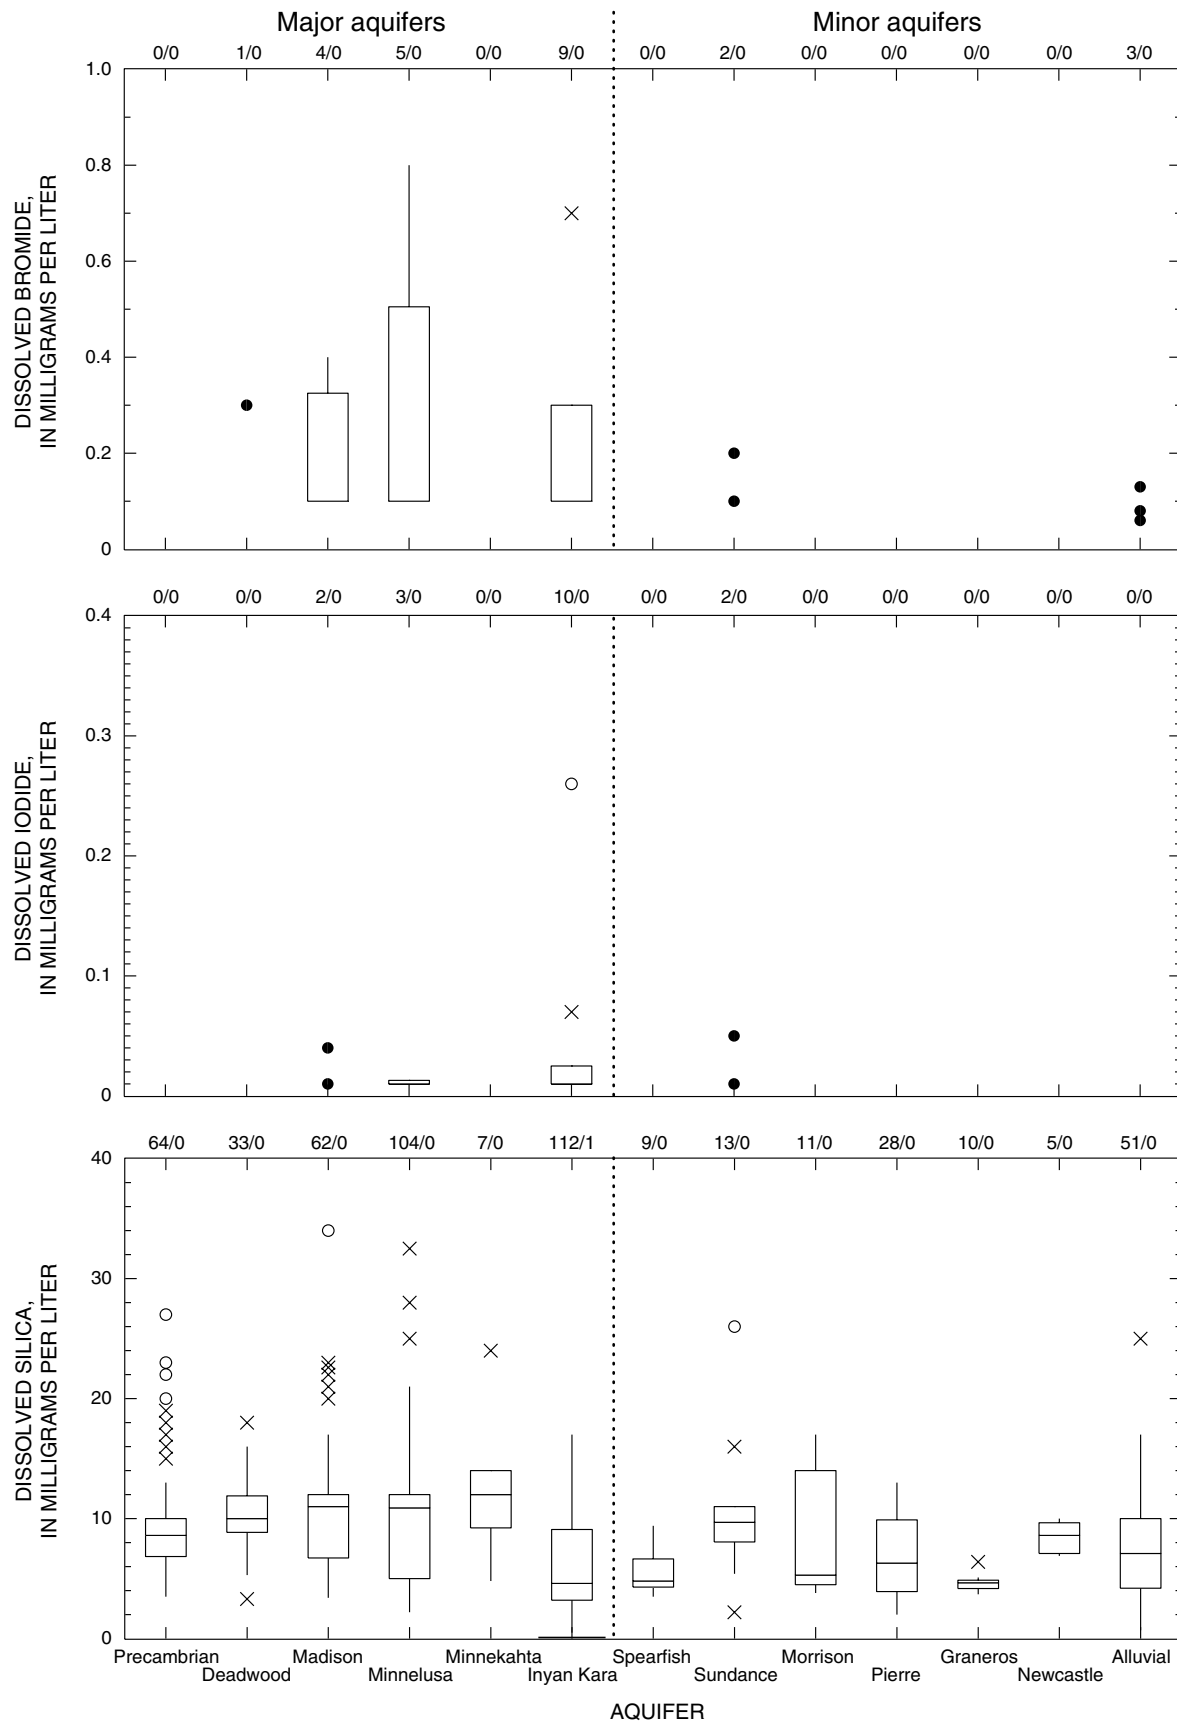 Major aquifers Minor aquifers
0/0 1/0 4/0 5/0 0/0 9/0 0/0 2/0 0/0 0/0 0/0 0/0 3/0
1.0
0.8
0.6
0.4
0.2
0
DISSOLVED BROMIDE,
IN MILLIGRAMS PER LITER
0/0 0/0 2/0 3/0 0/0 10/0 0/0 2/0 0/0 0/0 0/0 0/0 0/0
0.4
0.3
0.2
0.1
0
DISSOLVED IODIDE,
IN MILLIGRAMS PER LITER
64/0 33/0 62/0 104/0 7/0 112/1 9/0 13/0 11/0 28/0 10/0 5/0 51/0
40
30
20
10
0
DISSOLVED SILICA,
IN MILLIGRAMS PER LITER
Precambrian Madison Minnekahta Spearfish Morrison Graneros Alluvial
Deadwood Minnelusa Inyan Kara Sundance Pierre Newcastle
AQUIFER